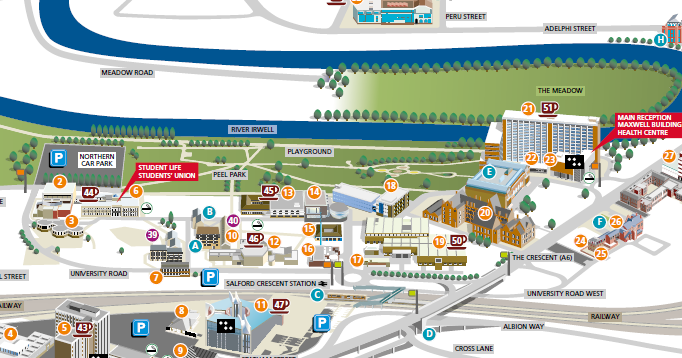 PERU STREET
ADELPHI STREET
H
MEADOW ROAD
THE MEADOW
21
51
MAIN RECEPTION
MAXWELL BUILDING
HEALTH CENTRE
RIVER IRWELL
PLAYGROUND
P
NORTHERN
CAR PARK
STUDENT LIFE
STUDENTS' UNION
PEEL PARK
22
23
27
E
2
44
6
45
13
14
18
3
B
40
39
A
10
46
12
15
16
17
19
50
20
F
26
24
25
7
UNIVERSITY ROAD
P
SALFORD CRESCENT STATION
THE CRESCENT (A6)
C
UNIVERSITY ROAD WEST
RAILWAY
4
5
43
P
8
9
11
47
P
D
ALBION WAY
CROSS LANE